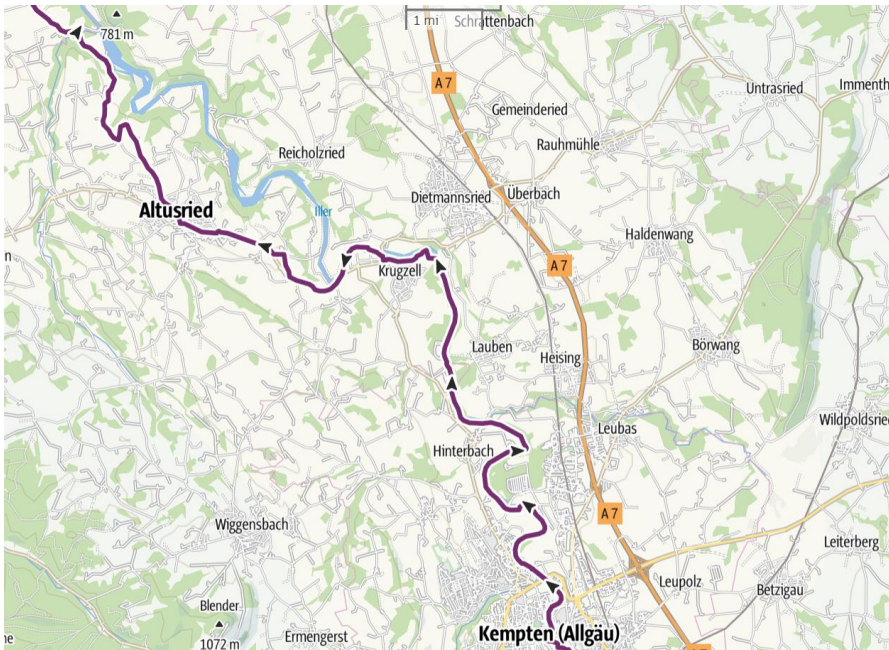 1 mi
Schrattenbach
781 m
A 7
Untrasried
Immenth
Gemeinderied
Rauhmühle
Reicholzried
Dietmannsried
Überbach
Altusried
Iller
Haldenwang
n
A 7
Krugzell
Lauben
Heising
Börwang
Wildpoldsrie
Leubas
Hinterbach
A 7
Wiggensbach
Leiterberg
Leupolz
Betzigau
Blender
1072 m
Ermengerst
Kempten (Allgäu)
he